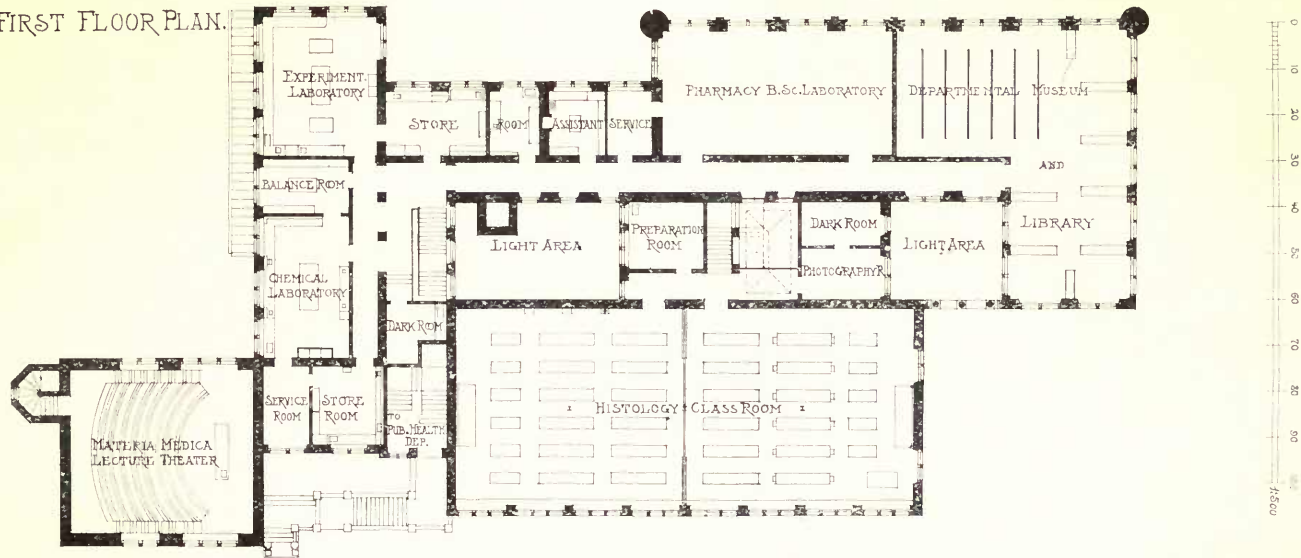 FIRST FLOOR PLAN.
EXPERIMENT.
LABORATORY
STORE
ROOM
ASSISTANT
SERVICE
PHARMACY B.SC. LABORATORY
DEPARTMENTAL MUSEUM
AND
LIBRARY
BALANCE ROOM
LIGHT AREA
PREPARATION
ROOM
DARK ROOM
PHOTOGRAPHY R
LIGHT AREA
CHEMICAL
LABORATORY
DARK ROOM
SERVICE
ROOM
STORE
ROOM
TO
PUB. HEALTH
DEP.
MATERIA MEDICA
LECTURE THEATER
HISTOLOGY CLASS ROOM
0
10
20
30
40
50
60
70
80
90
1:500